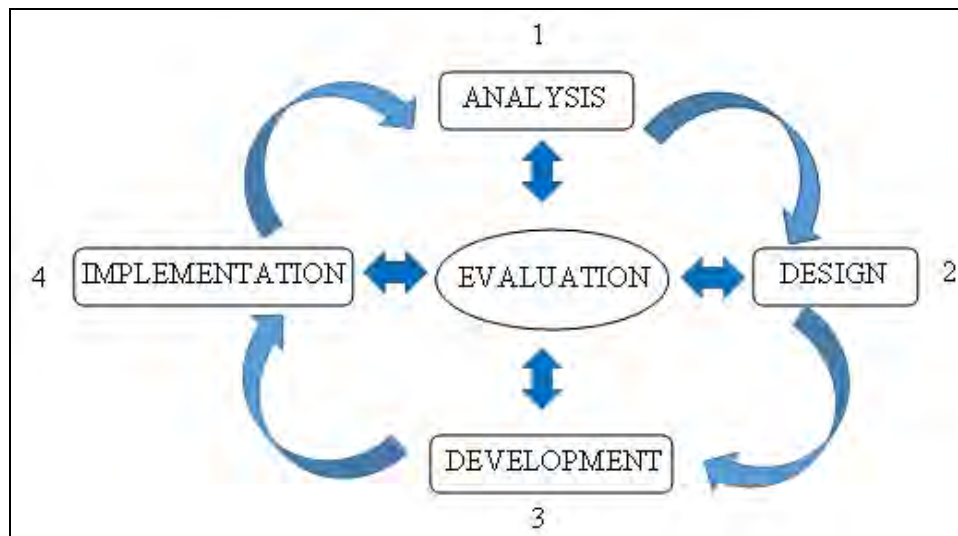 1
ANALYSIS
4
IMPLEMENTATION
EVALUATION
DESIGN
2
DEVELOPMENT
3